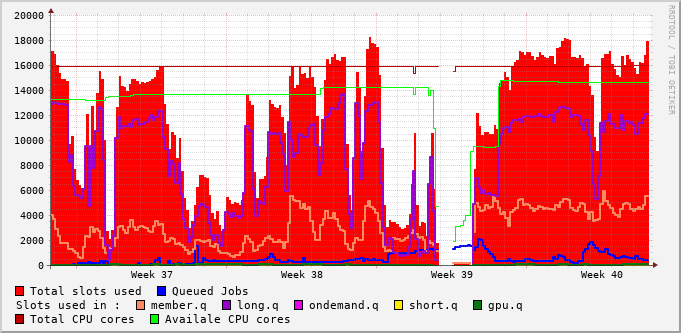 20000
18000
16000
14000
12000
10000
8000
6000
4000
2000
0
Week 37 Week 38 Week 39 Week 40
RRDTOOL / TOBI OETIKER
Total slots used Queued Jobs
Slots used in : member.q long.q ondemand.q short.q gpu.q
Total CPU cores Availale CPU cores